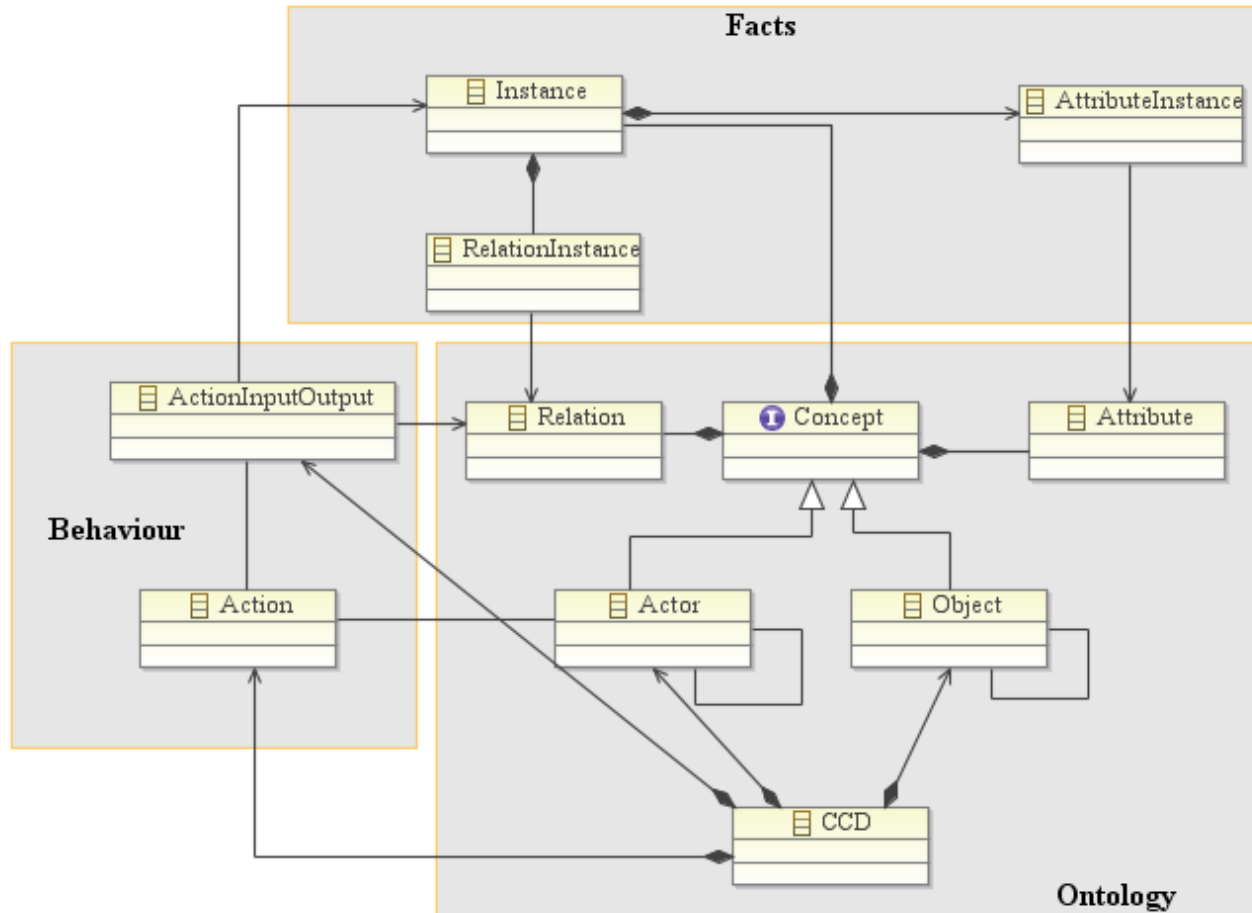 Facts
Instance
AttributeInstance
RelationInstance
ActionInputOutput
Relation
I Concept
Attribute
Behaviour
Action
Actor
Object
CCD
Ontology